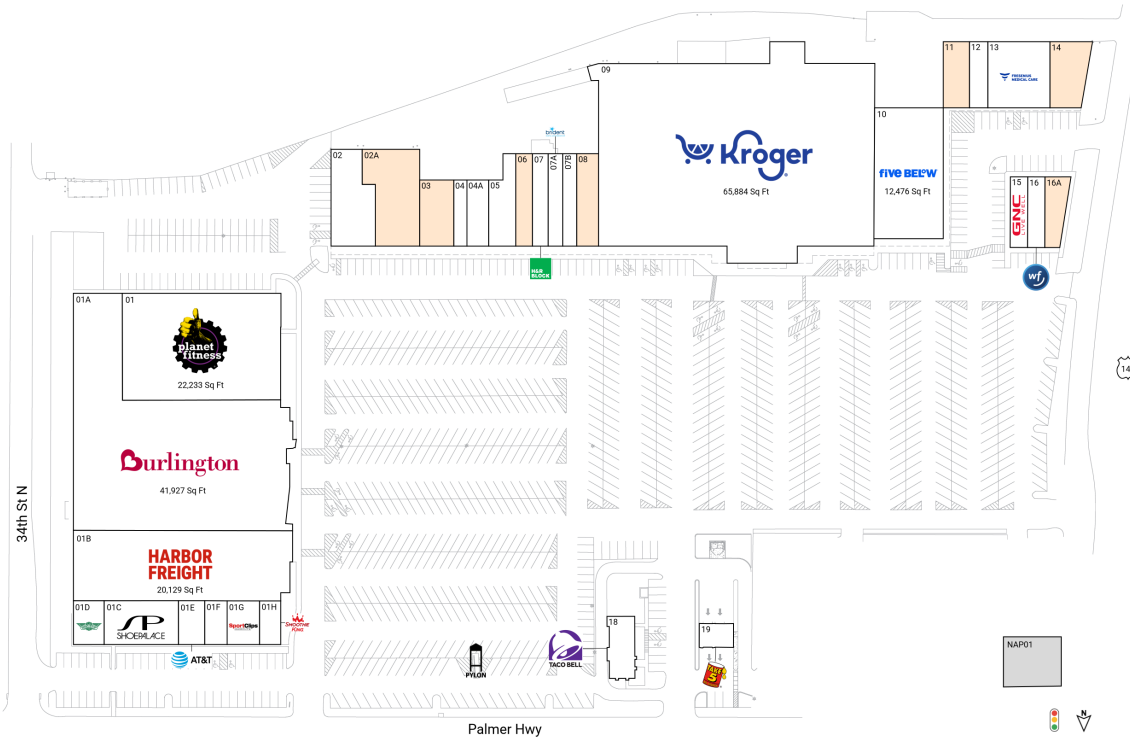 11
12
13
14
FRESENIUS
MEDICAL CARE
09
Kroger
65,884 Sq Ft
10
five BEL°W
12,476 Sq Ft
02
02A
03
04
04A
05
06
07
07A
07B
08
H&R
BLOCK
15
16
16A
GNC
LIVE WELL
wf
14
01A
01
planet
fitness
22,233 Sq Ft
Burlington
41,927 Sq Ft
01B
HARBOR
FREIGHT
20,129 Sq Ft
01D
01C
01E
01F
01G
01H
SP
SHOEPALACE
SportClips
SMOOTHIE
KING
AT&T
34th St N
PYLON
TACO BELL
18
19
TAKE
5
NAP01
N
Palmer Hwy